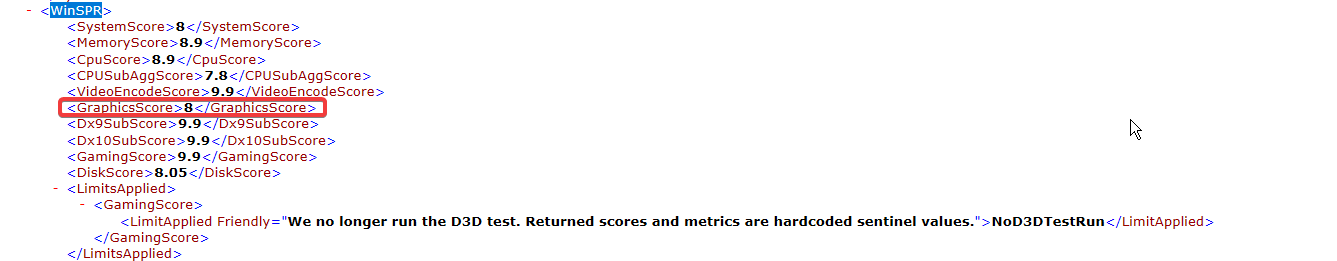 - <WinSPR>
<SystemScore>8</SystemScore>
<MemoryScore>8.9</MemoryScore>
<CpuScore>8.9</CpuScore>
<CPUSubAggScore>7.8</CPUSubAggScore>
<VideoEncodeScore>9.9</VideoEncodeScore>
<GraphicsScore>8</GraphicsScore>
<Dx9SubScore>9.9</Dx9SubScore>
<Dx10SubScore>9.9</Dx10SubScore>
<GamingScore>9.9</GamingScore>
<DiskScore>8.05</DiskScore>
- <LimitsApplied>
- <GamingScore>
<LimitApplied Friendly="We no longer run the D3D test. Returned scores and metrics are hardcoded sentinel values.">NoD3DTestRun</LimitApplied>
</GamingScore>
</LimitsApplied>